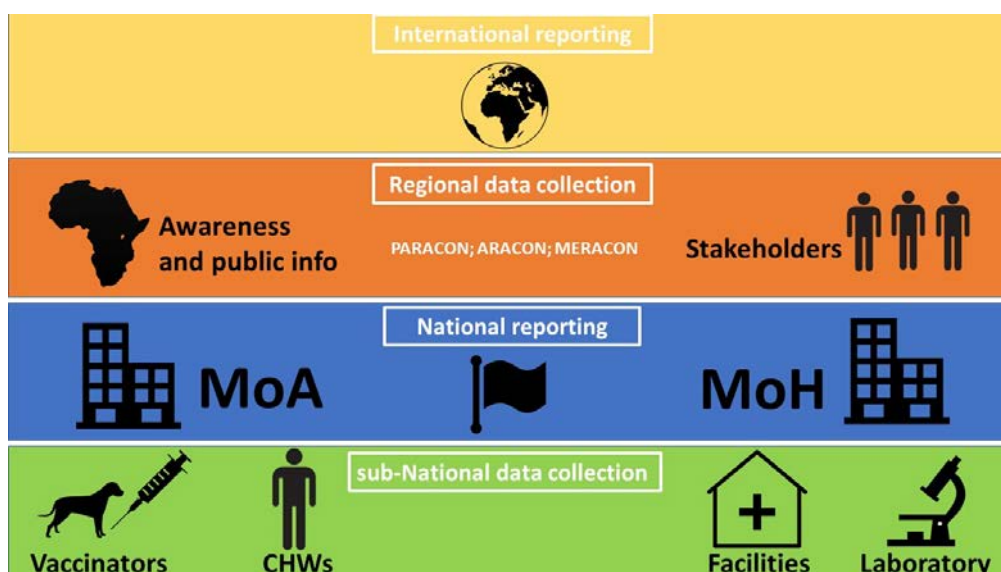 International reporting
Regional data collection
Awareness
and public info
PARACON; ARACON; MERACON
Stakeholders
National reporting
MoA
MoH
sub-National data collection
Vaccinators
CHWs
Facilities
Laboratory